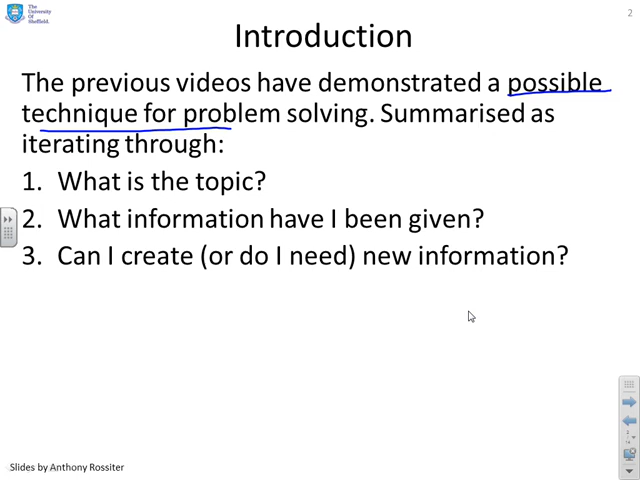 The
University
Of
Sheffield.
2
Introduction
The previous videos have demonstrated a possible
technique for problem solving. Summarised as
iterating through:
1. What is the topic?
2. What information have I been given?
3. Can I create (or do I need) new information?
Slides by Anthony Rossiter